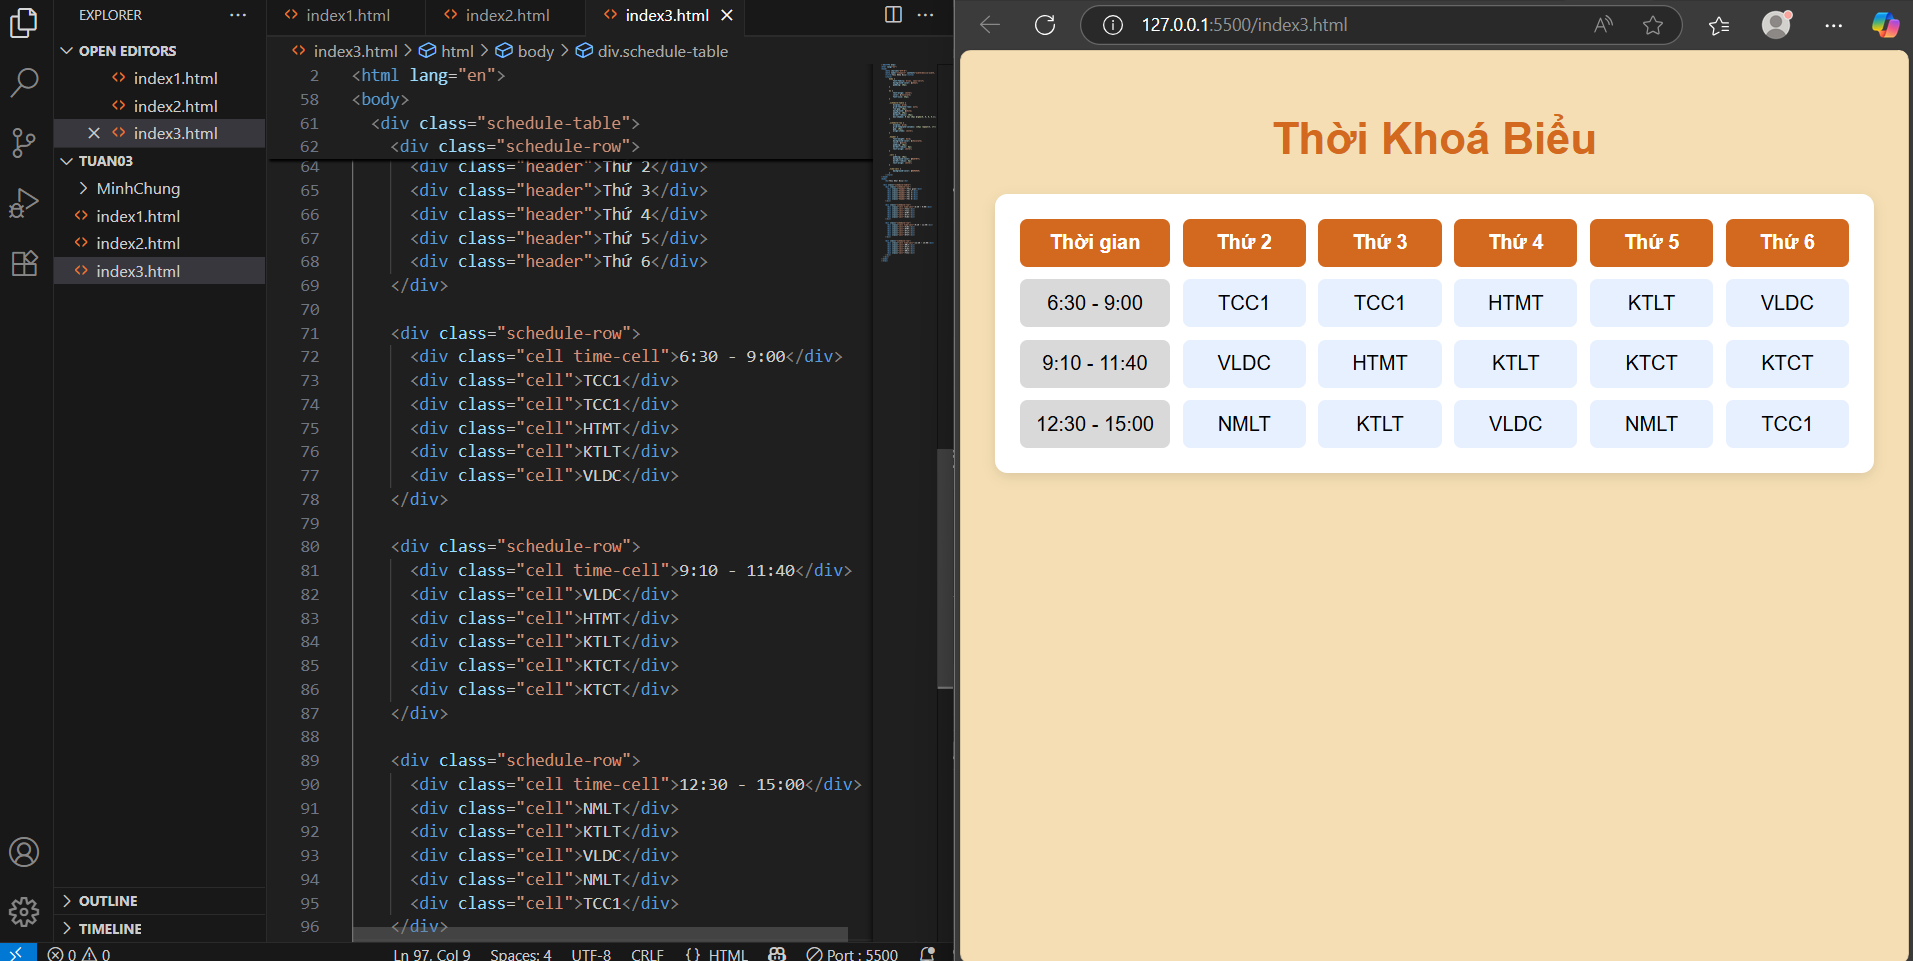 EXPLORER
OPEN EDITORS
index1.html
index2.html
index3.html
TUAN03
MinhChung
index1.html
index2.html
index3.html
OUTLINE
TIMELINE
index1.html index2.html index3.html
index3.html > html > body > div.schedule-table
2 <html lang="en">
58 <body>
61 <div class="schedule-table">
62 <div class="schedule-row">
64 <div class="header">Thứ 2</div>
65 <div class="header">Thứ 3</div>
66 <div class="header">Thứ 4</div>
67 <div class="header">Thứ 5</div>
68 <div class="header">Thứ 6</div>
69 </div>
70
71 <div class="schedule-row">
72 <div class="cell time-cell">6:30 - 9:00</div>
73 <div class="cell">TCC1</div>
74 <div class="cell">TCC1</div>
75 <div class="cell">HTMT</div>
76 <div class="cell">KTLT</div>
77 <div class="cell">VLDC</div>
78 </div>
79
80 <div class="schedule-row">
81 <div class="cell time-cell">9:10 - 11:40</div>
82 <div class="cell">VLDC</div>
83 <div class="cell">HTMT</div>
84 <div class="cell">KTLT</div>
85 <div class="cell">KTCT</div>
86 <div class="cell">KTCT</div>
87 </div>
88
89 <div class="schedule-row">
90 <div class="cell time-cell">12:30 - 15:00</div>
91 <div class="cell">NMLT</div>
92 <div class="cell">KTLT</div>
93 <div class="cell">VLDC</div>
94 <div class="cell">NMLT</div>
95 <div class="cell">TCC1</div>
96 </div>
0 0 Ln 97, Col 9 Spaces: 4 UTF-8 CRLF {} HTML Port : 5500
127.0.0.1:5500/index3.html
Thời Khoá Biểu
Thời gian Thứ 2 Thứ 3 Thứ 4 Thứ 5 Thứ 6
6:30 - 9:00 TCC1 TCC1 HTMT KTLT VLDC
9:10 - 11:40 VLDC HTMT KTLT KTCT KTCT
12:30 - 15:00 NMLT KTLT VLDC NMLT TCC1